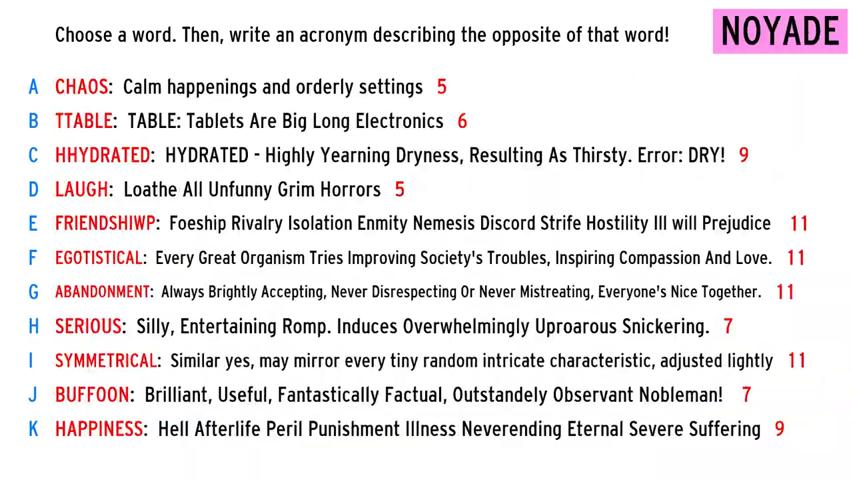 Choose a word. Then, write an acronym describing the opposite of that word!
NOYADE
A CHAOS: Calm happenings and orderly settings 5
B TTABLE: TABLE: Tablets Are Big Long Electronics 6
C HHYDRATED: HYDRATED - Highly Yearning Dryness, Resulting As Thirsty. Error: DRY! 9
D LAUGH: Loathe All Unfunny Grim Horrors 5
E FRIENDSHIWP: Foeship Rivalry Isolation Enmity Nemesis Discord Strife Hostility Ill will Prejudice 11
F EGOTISTICAL: Every Great Organism Tries Improving Society's Troubles, Inspiring Compassion And Love. 11
G ABANDONMENT: Always Brightly Accepting, Never Disrespecting Or Never Mistreating, Everyone's Nice Together. 11
H SERIOUS: Silly, Entertaining Romp. Induces Overwhelmingly Uproarous Snickering. 7
I SYMMETRICAL: Similar yes, may mirror every tiny random intricate characteristic, adjusted lightly 11
J BUFFOON: Brilliant, Useful, Fantastically Factual, Outstandely Observant Nobleman! 7
K HAPPINESS: Hell Afterlife Peril Punishment Illness Neverending Eternal Severe Suffering 9